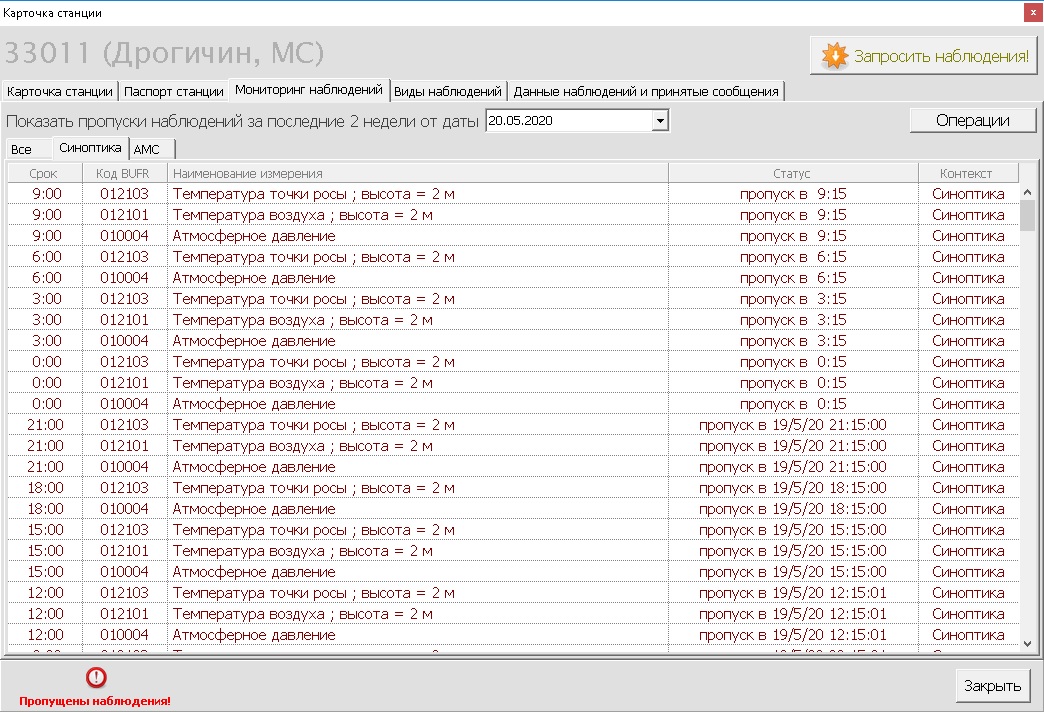 Карточка станции
x
33011 (Дрогичин, МС)
Запросить наблюдения!
Карточка станции Паспорт станции Мониторинг наблюдений Виды наблюдений Данные наблюдений и принятые сообщения
Показать пропуски наблюдений за последние 2 недели от даты 20.05.2020 Операции
Все Синоптика АМС
Срок Код BUFR Наименование измерения Статус Контекст
9:00 012103 Температура точки росы ; высота = 2 м пропуск в 9:15 Синоптика
9:00 012101 Температура воздуха ; высота = 2 м пропуск в 9:15 Синоптика
9:00 010004 Атмосферное давление пропуск в 9:15 Синоптика
6:00 012103 Температура точки росы ; высота = 2 м пропуск в 6:15 Синоптика
6:00 010004 Атмосферное давление пропуск в 6:15 Синоптика
3:00 012103 Температура точки росы ; высота = 2 м пропуск в 3:15 Синоптика
3:00 012101 Температура воздуха ; высота = 2 м пропуск в 3:15 Синоптика
3:00 010004 Атмосферное давление пропуск в 3:15 Синоптика
0:00 012103 Температура точки росы ; высота = 2 м пропуск в 0:15 Синоптика
0:00 012101 Температура воздуха ; высота = 2 м пропуск в 0:15 Синоптика
0:00 010004 Атмосферное давление пропуск в 0:15 Синоптика
21:00 012103 Температура точки росы ; высота = 2 м пропуск в 19/5/20 21:15:00 Синоптика
21:00 012101 Температура воздуха ; высота = 2 м пропуск в 19/5/20 21:15:00 Синоптика
21:00 010004 Атмосферное давление пропуск в 19/5/20 21:15:00 Синоптика
18:00 012103 Температура точки росы ; высота = 2 м пропуск в 19/5/20 18:15:00 Синоптика
18:00 010004 Атмосферное давление пропуск в 19/5/20 18:15:00 Синоптика
15:00 012103 Температура точки росы ; высота = 2 м пропуск в 19/5/20 15:15:00 Синоптика
15:00 012101 Температура воздуха ; высота = 2 м пропуск в 19/5/20 15:15:00 Синоптика
15:00 010004 Атмосферное давление пропуск в 19/5/20 15:15:00 Синоптика
12:00 012103 Температура точки росы ; высота = 2 м пропуск в 19/5/20 12:15:01 Синоптика
12:00 012101 Температура воздуха ; высота = 2 м пропуск в 19/5/20 12:15:01 Синоптика
12:00 010004 Атмосферное давление пропуск в 19/5/20 12:15:01 Синоптика
Пропущены наблюдения!
Закрыть